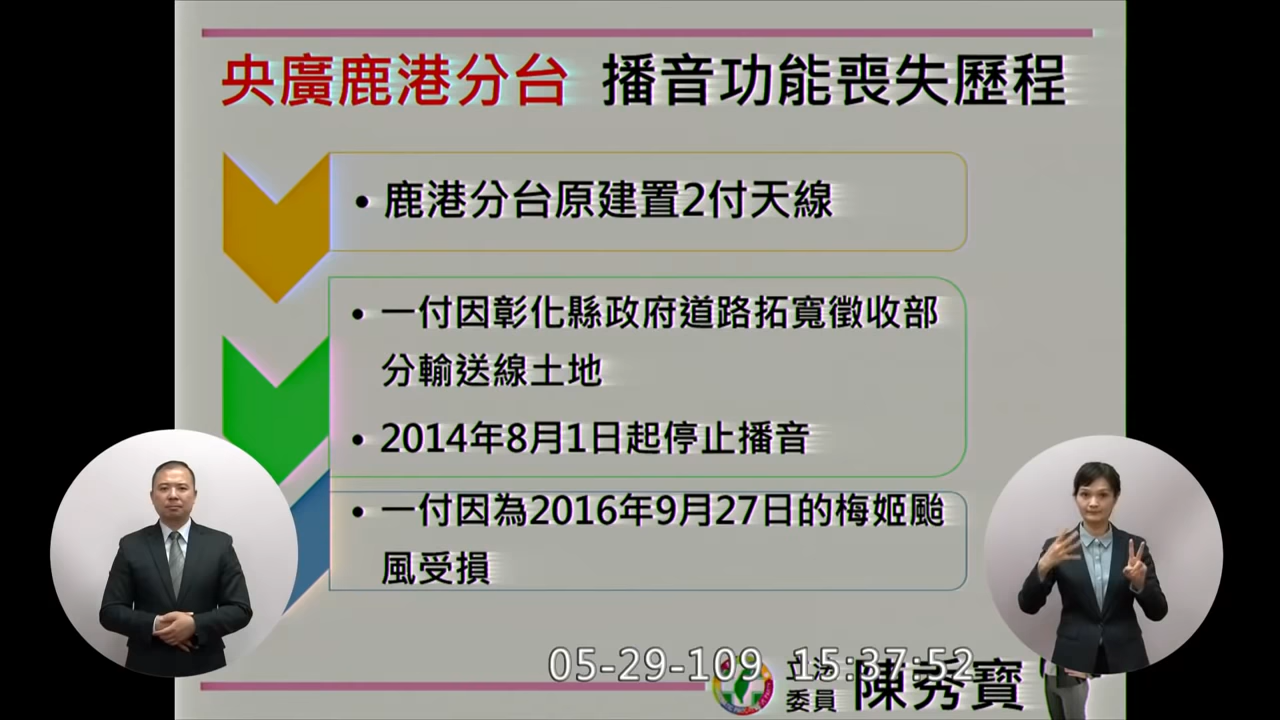 央廣鹿港分台 播音功能喪失歷程
• 鹿港分台原建置2付天線
• 一付因彰化縣政府道路拓寬徵收部
分輸送線土地
• 2014年8月1日起停止播音
• 一付因為2016年9月27日的梅姬颱
風受損
05-29-109 15:37:52
立法
委員 陳秀寳